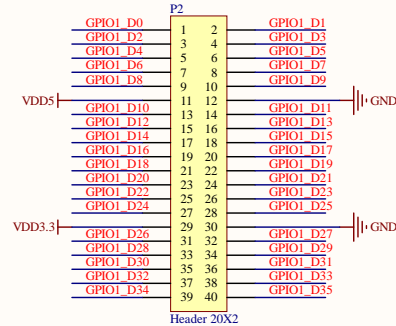 P2
GPIO1_D0 1 2 GPIO1_D1
GPIO1_D2 3 4 GPIO1_D3
GPIO1_D4 5 6 GPIO1_D5
GPIO1_D6 7 8 GPIO1_D7
GPIO1_D8 9 10 GPIO1_D9
VDD5 11 12 GND
GPIO1_D10 13 14 GPIO1_D11
GPIO1_D12 15 16 GPIO1_D13
GPIO1_D14 17 18 GPIO1_D15
GPIO1_D16 19 20 GPIO1_D17
GPIO1_D18 21 22 GPIO1_D19
GPIO1_D20 23 24 GPIO1_D21
GPIO1_D22 25 26 GPIO1_D23
GPIO1_D24 27 28 GPIO1_D25
VDD3.3 29 30 GND
GPIO1_D26 31 32 GPIO1_D27
GPIO1_D28 33 34 GPIO1_D29
GPIO1_D30 35 36 GPIO1_D31
GPIO1_D32 37 38 GPIO1_D33
GPIO1_D34 39 40 GPIO1_D35
Header 20X2